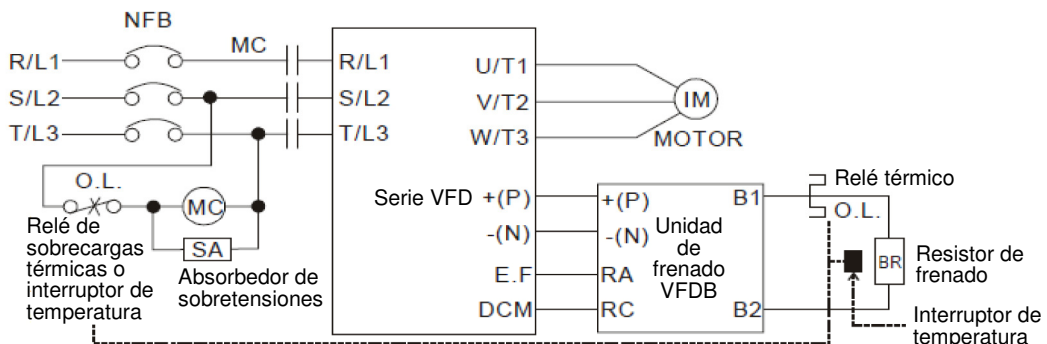 NFB
MC
R/L1
R/L1
U/T1
S/L2
S/L2
V/T2
IM
T/L3
T/L3
W/T3
MOTOR
O.L.
MC
SA
Relé de
sobrecargas
térmicas o
interruptor de
temperatura
Absorbedor de
sobretensiones
Serie VFD
+(P)
-(N)
E.F
DCM
+(P)
-(N)
RA
RC
Unidad
de
frenado
VFDB
B1
B2
Relé térmico
O.L.
BR
Resistor de
frenado
Interruptor de
temperatura